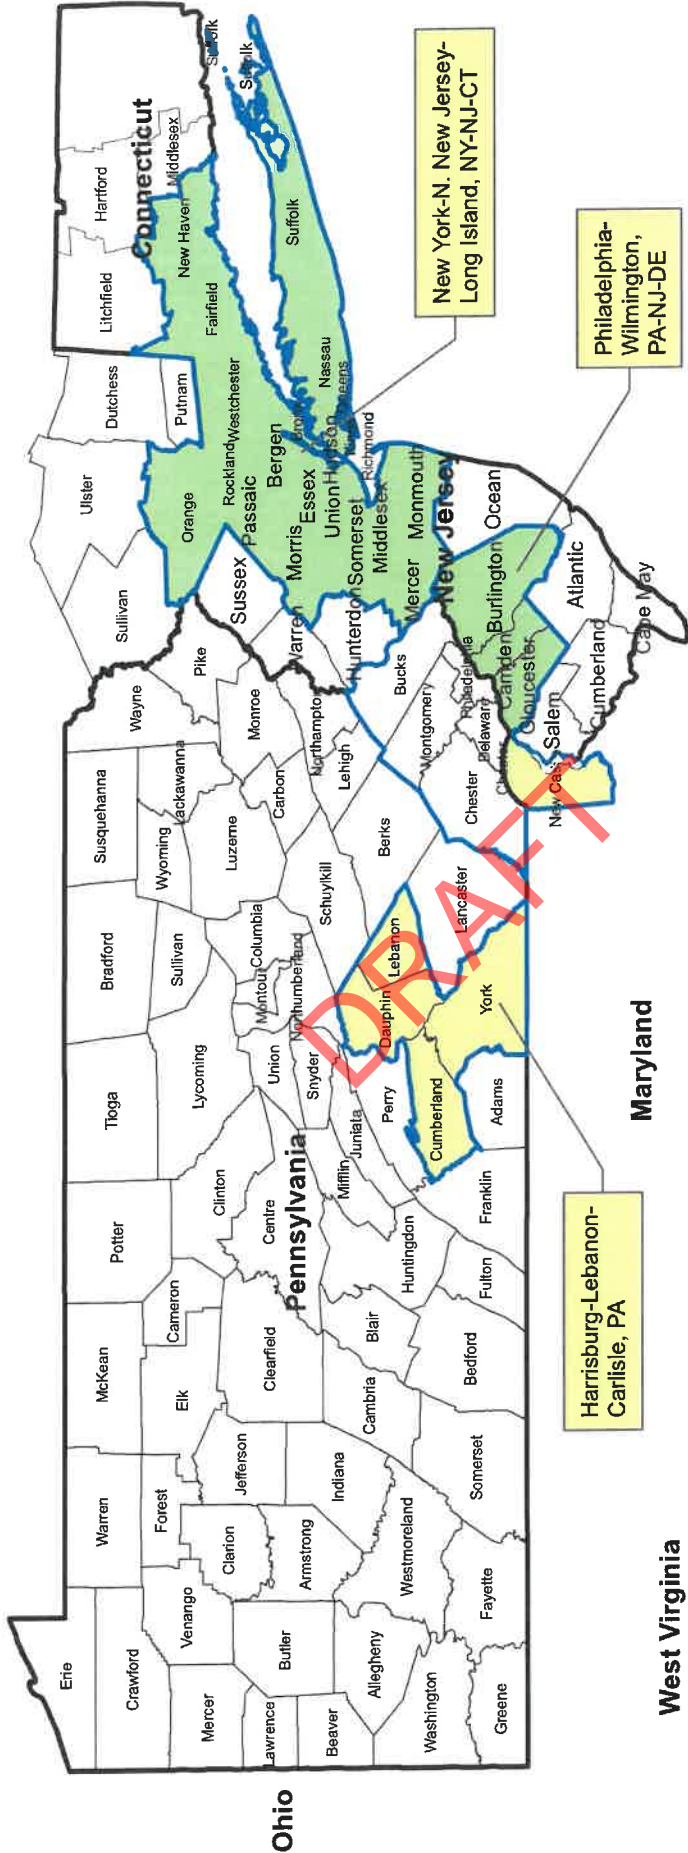 Ohio
West Virginia
Maryland
Pennsylvania
New Jersey
Connecticut
DRAFT
New York-N. New Jersey-
Long Island, NY-NJ-CT
Philadelphia-
Wilmington,
PA-NJ-DE
Harrisburg-Lebanon-
Carlisle, PA
Erie
Crawford
Warren
McKean
Potter
Tioga
Bradford
Susquehanna
Wayne
Mercer
Venango
Forest
Elk
Cameron
Clinton
Lycoming
Sullivan
Wyoming
Lackawanna
Pike
Lawrence
Butler
Clarion
Jefferson
Clearfield
Centre
Union
Montour
Columbia
Luzerne
Monroe
Beaver
Armstrong
Indiana
Snyder
Northumberland
Carbon
Northampton
Allegheny
Cambria
Blair
Huntingdon
Mifflin
Juniata
Perry
Dauphin
Lebanon
Schuylkill
Lehigh
Berks
Bucks
Montgomery
Washington
Westmoreland
Greene
Fayette
Somerset
Bedford
Fulton
Franklin
Cumberland
Adams
York
Lancaster
Chester
Delaware
Philadelphia
Sullivan
Ulster
Dutchess
Orange
Putnam
Rockland
Westchester
Bronx
Queens
Richmond
Nassau
Suffolk
Suffolk
Suffolk
Litchfield
Hartford
Middlesex
New Haven
Fairfield
Sussex
Passaic
Bergen
Warren
Morris
Essex
Hudson
Union
Hunterdon
Somerset
Middlesex
Mercer
Monmouth
Ocean
Burlington
Camden
Gloucester
Salem
Atlantic
Cumberland
Cape May